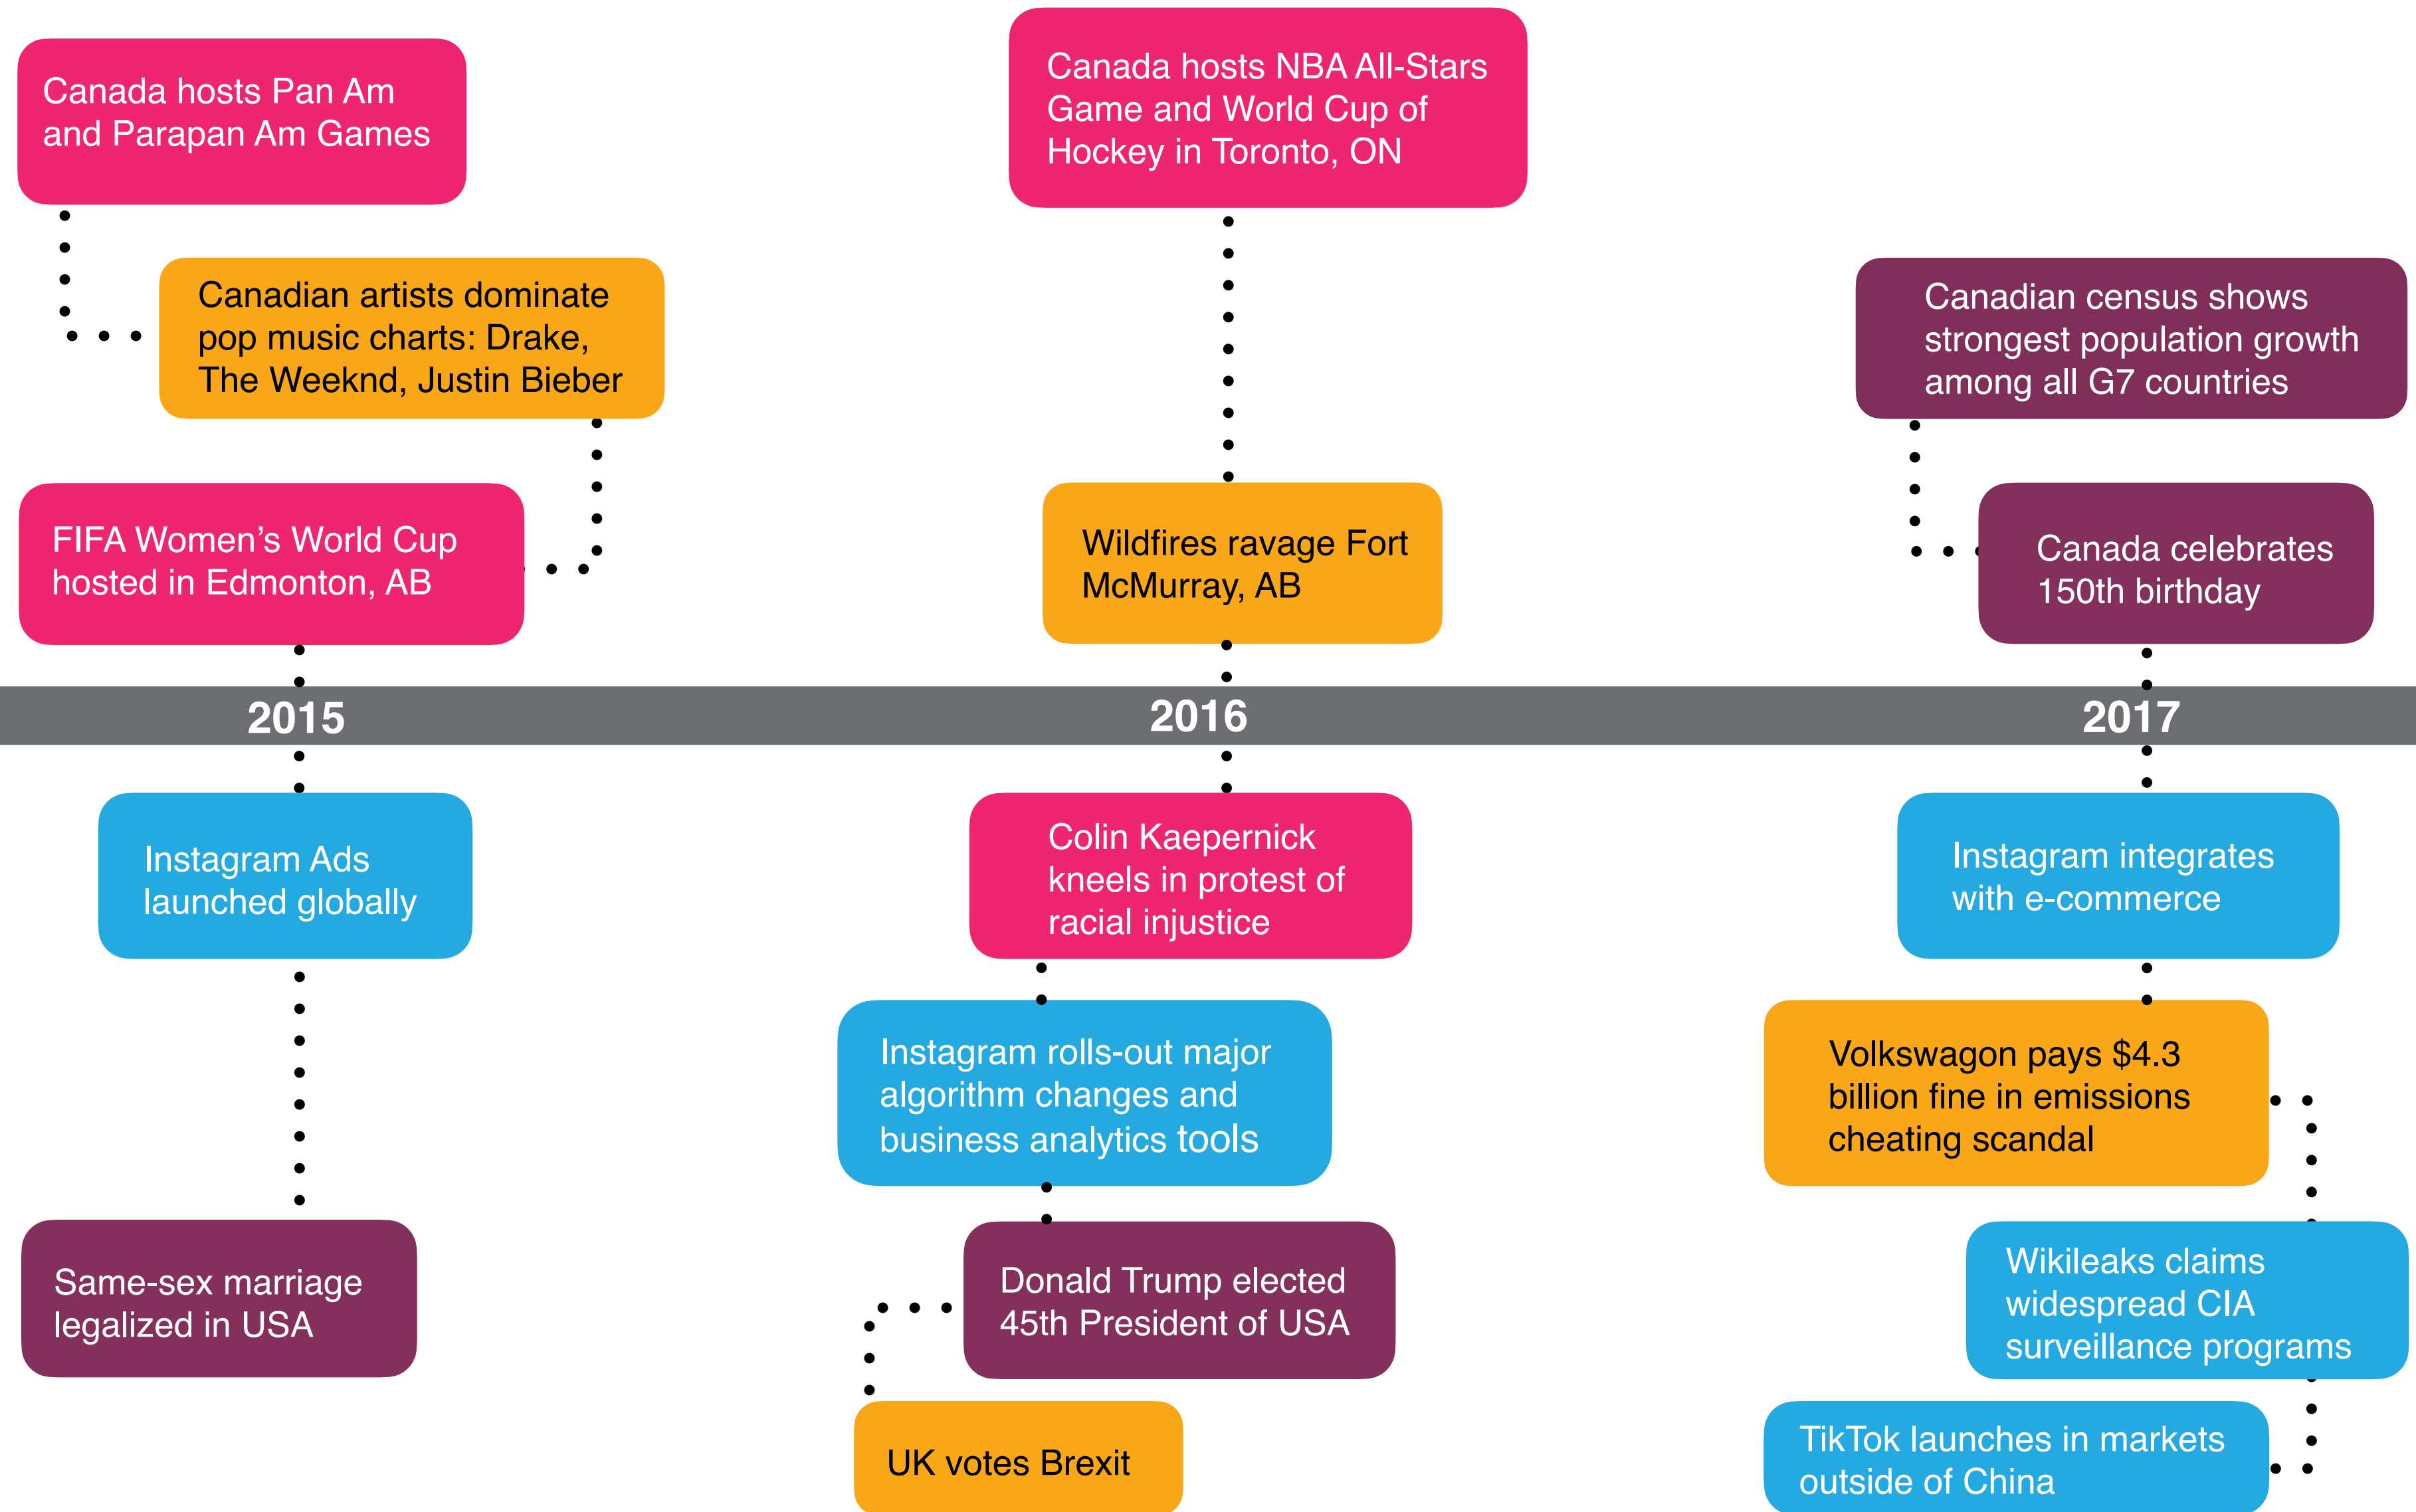 Canada hosts Pan Am
and Parapan Am Games
Canadian artists dominate
pop music charts: Drake,
The Weeknd, Justin Bieber
FIFA Women’s World Cup
hosted in Edmonton, AB
Canada hosts NBA All-Stars
Game and World Cup of
Hockey in Toronto, ON
Wildfires ravage Fort
McMurray, AB
Canadian census shows
strongest population growth
among all G7 countries
Canada celebrates
150th birthday
2015
2016
2017
Instagram Ads
launched globally
Same-sex marriage
legalized in USA
Colin Kaepernick
kneels in protest of
racial injustice
Instagram rolls-out major
algorithm changes and
business analytics tools
Donald Trump elected
45th President of USA
UK votes Brexit
Instagram integrates
with e-commerce
Volkswagon pays $4.3
billion fine in emissions
cheating scandal
Wikileaks claims
widespread CIA
surveillance programs
TikTok launches in markets
outside of China